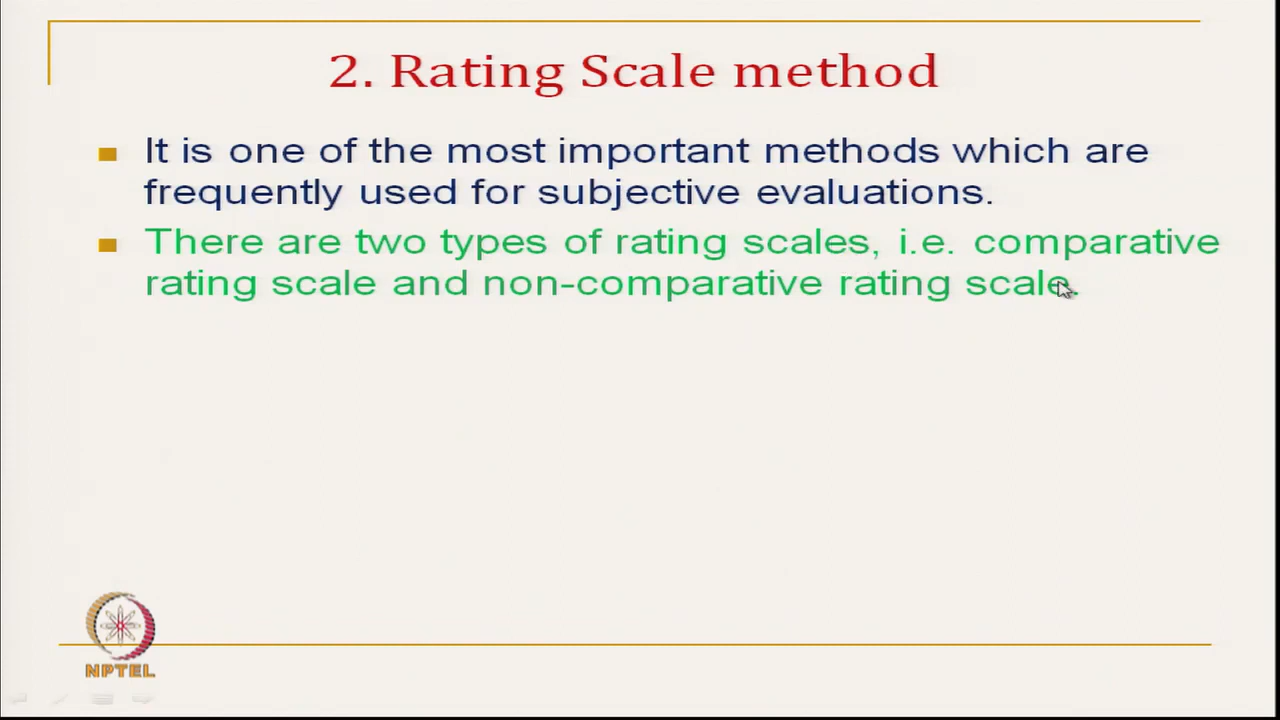 2. Rating Scale method
It is one of the most important methods which are
frequently used for subjective evaluations.
There are two types of rating scales, i.e. comparative
rating scale and non-comparative rating scale.
NPTEL